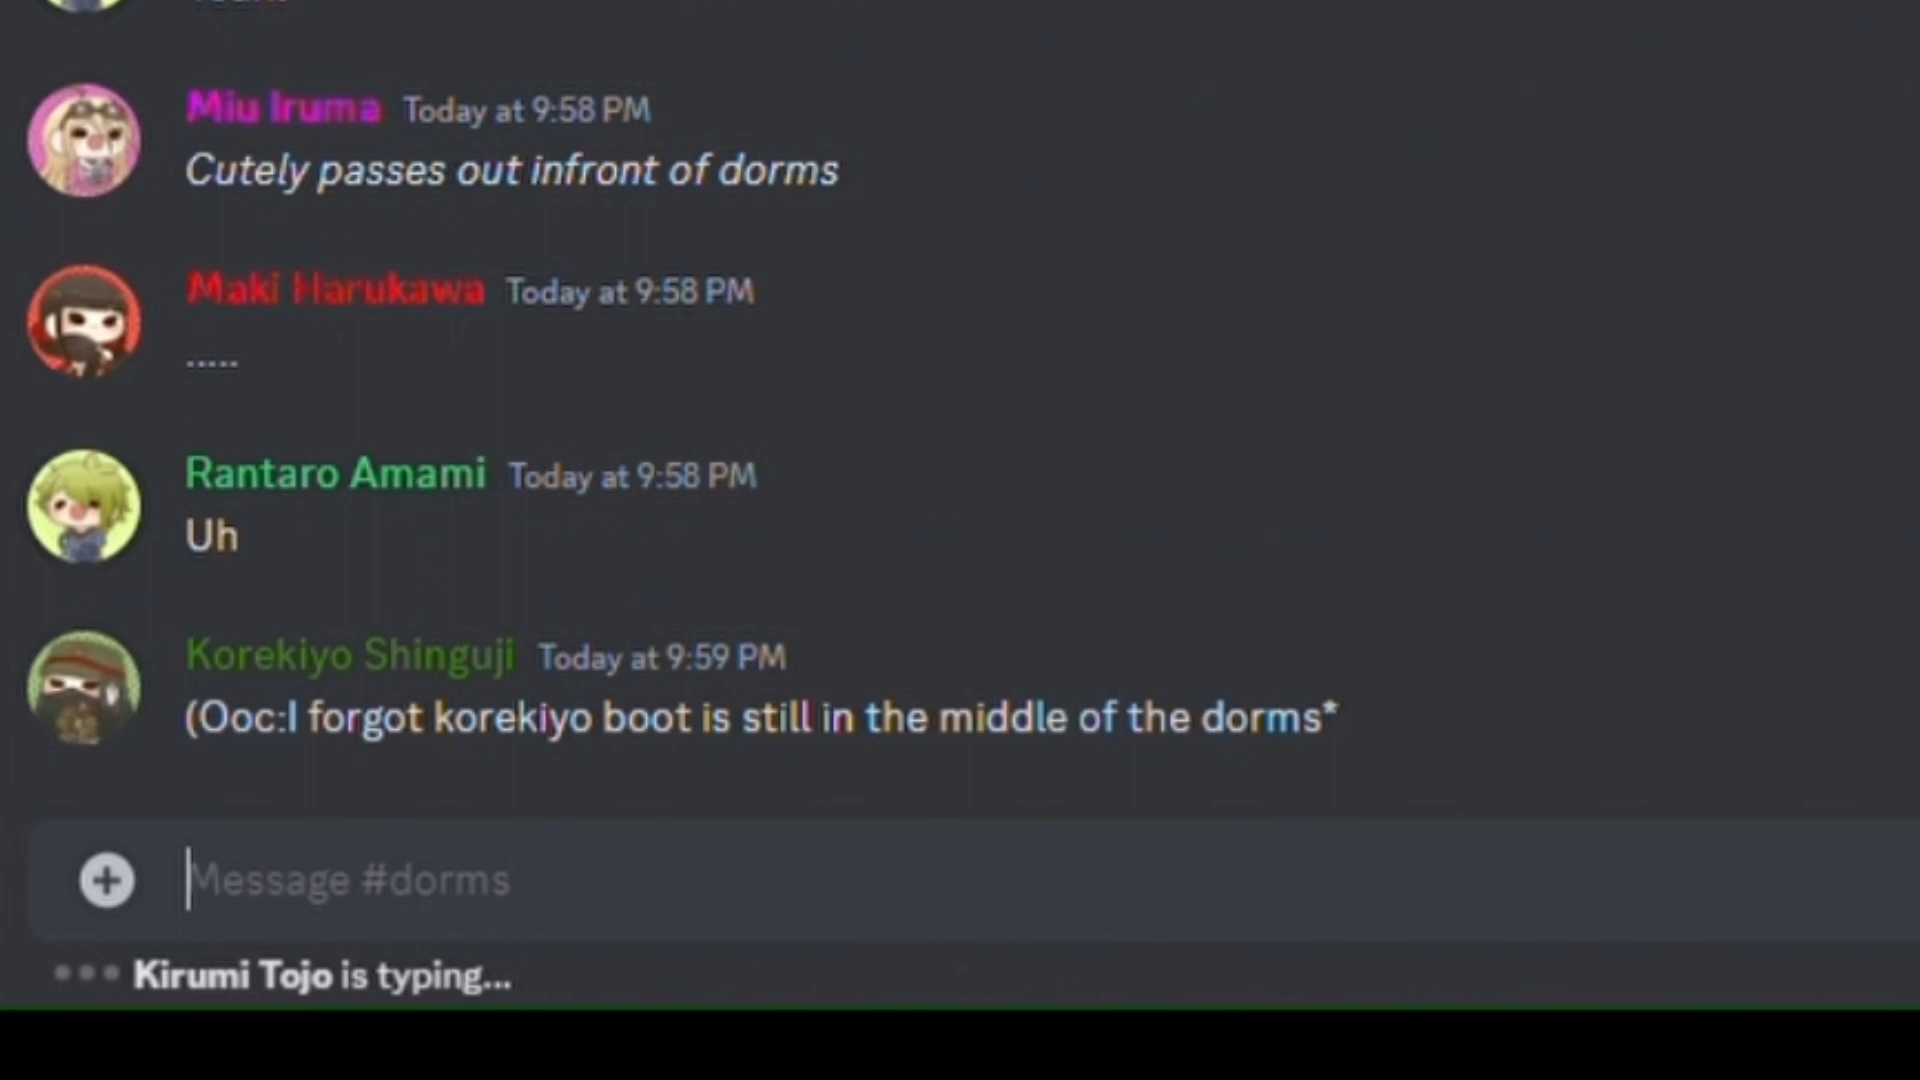 Miu Iruma Today at 9:58 PM
Cutely passes out infront of dorms
Maki Harukawa Today at 9:58 PM
.....
Rantaro Amami Today at 9:58 PM
Uh
Korekiyo Shinguji Today at 9:59 PM
(Ooc:I forgot korekiyo boot is still in the middle of the dorms*
Message #dorms
Kirumi Tojo is typing...